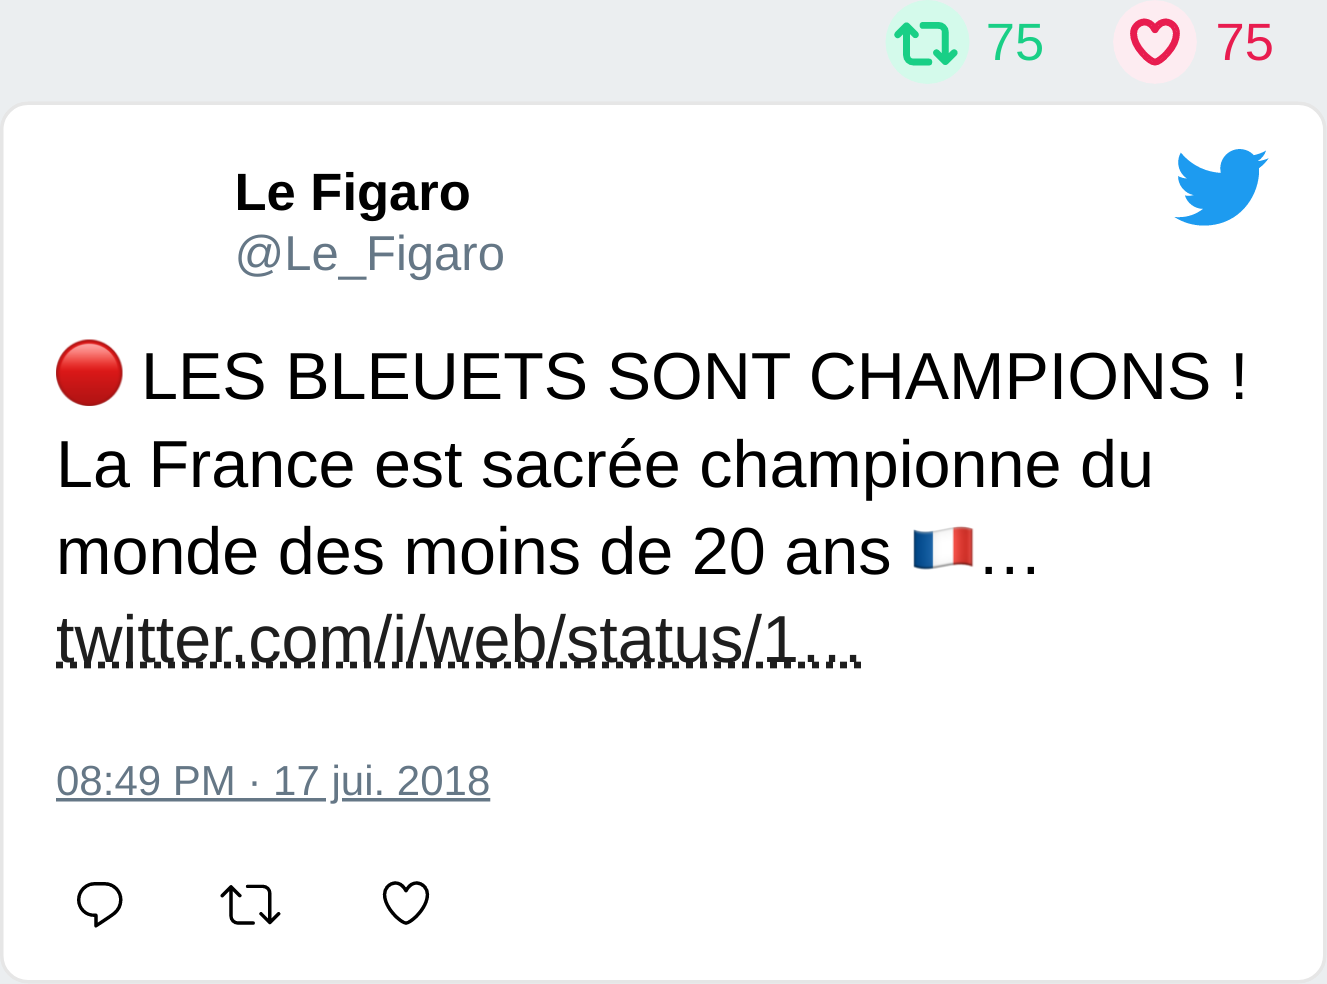 75 75
Le Figaro
@Le_Figaro
🔴 LES BLEUETS SONT CHAMPIONS !
La France est sacrée championne du
monde des moins de 20 ans 🇫🇷…
twitter.com/i/web/status/1…
08:49 PM · 17 jui. 2018